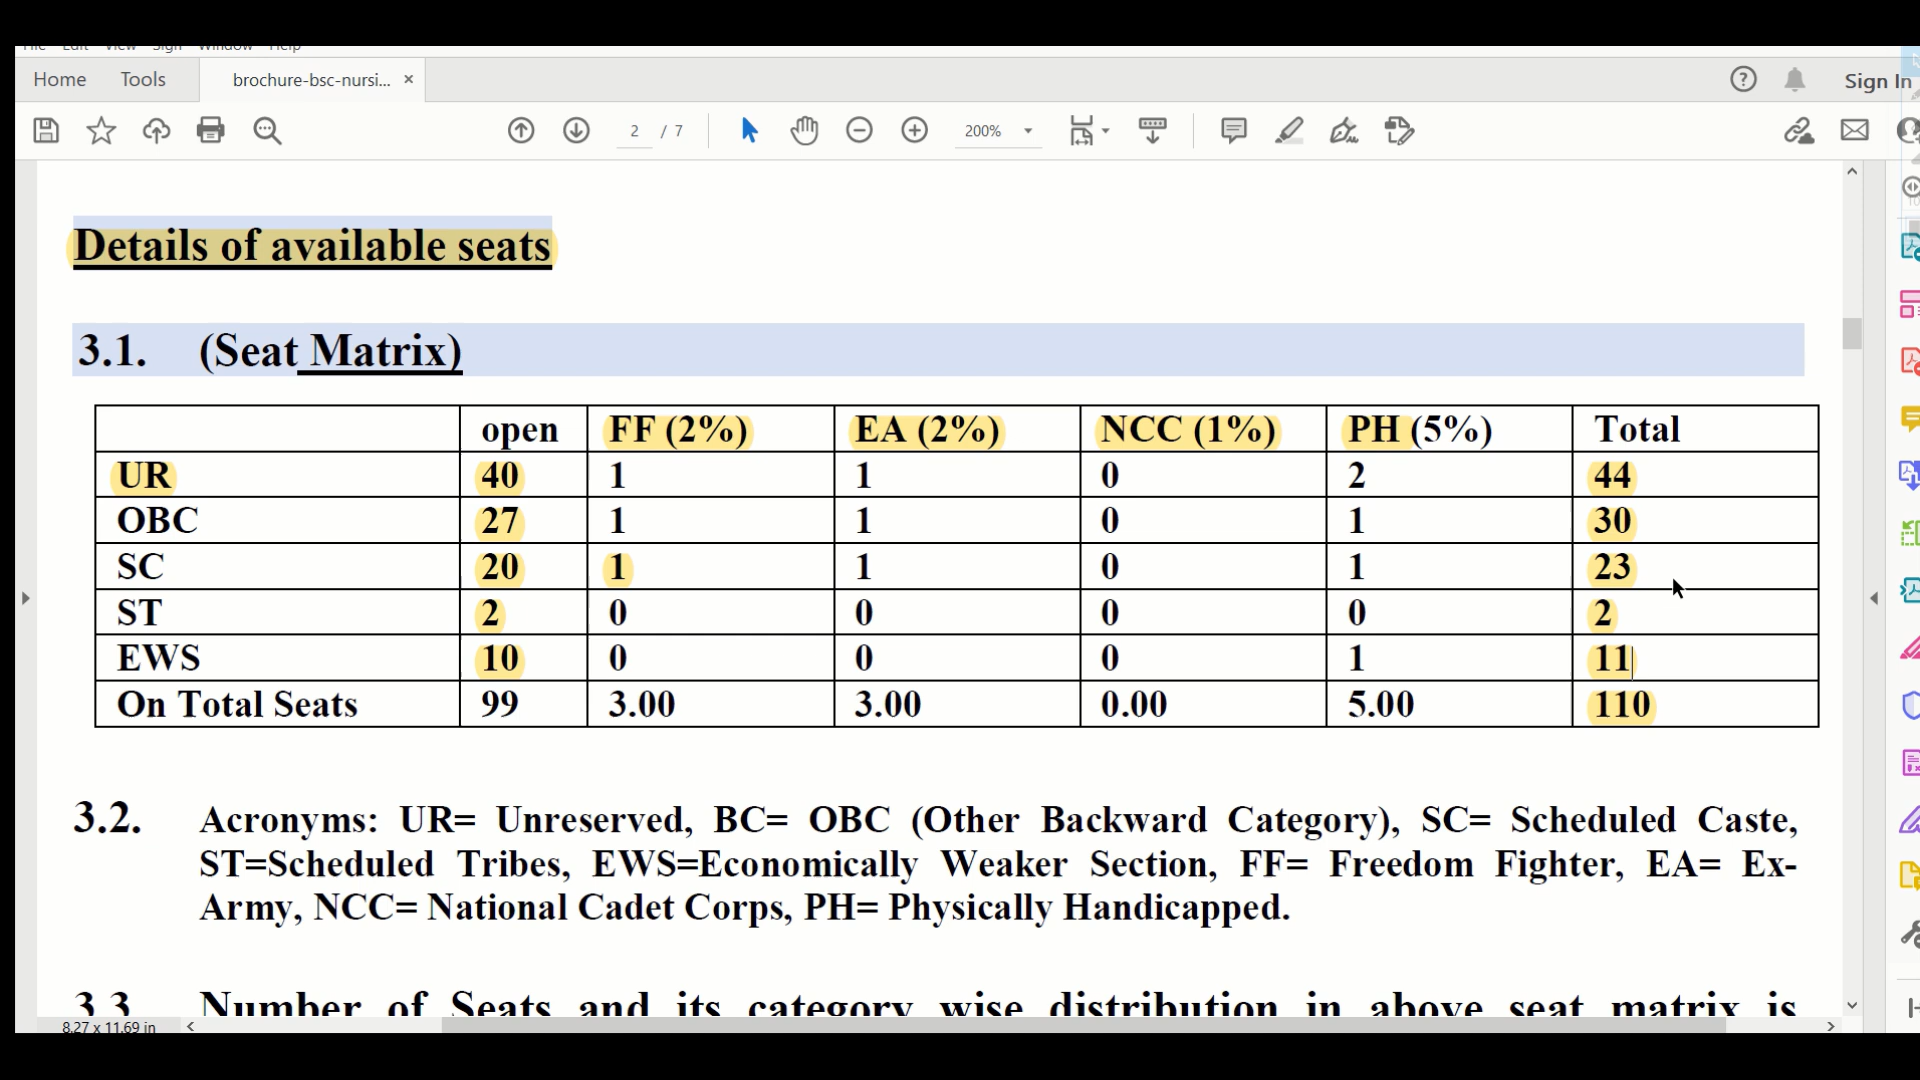 File Edit View Sign Window Help
Home Tools brochure-bsc-nursi... × Sign In
2 / 7 200%
Details of available seats
3.1. (Seat Matrix)
open FF (2%) EA (2%) NCC (1%) PH (5%) Total
UR 40 1 1 0 2 44
OBC 27 1 1 0 1 30
SC 20 1 1 0 1 23
ST 2 0 0 0 0 2
EWS 10 0 0 0 1 11
On Total Seats 99 3.00 3.00 0.00 5.00 110
3.2. Acronyms: UR= Unreserved, BC= OBC (Other Backward Category), SC= Scheduled Caste,
ST=Scheduled Tribes, EWS=Economically Weaker Section, FF= Freedom Fighter, EA= Ex-
Army, NCC= National Cadet Corps, PH= Physically Handicapped.
3.3 Number of Seats and its category wise distribution in above seat matrix is
8.27 x 11.69 in